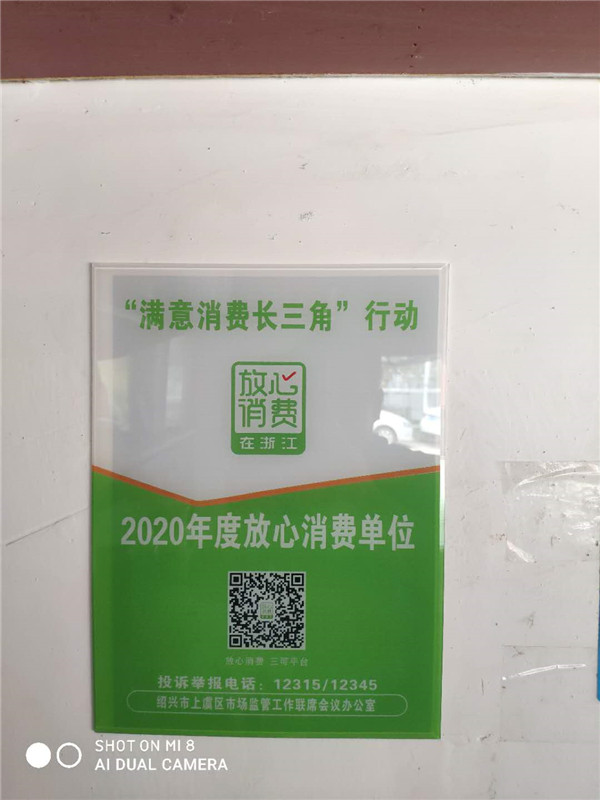 “满意消费长三角”行动
放心
消费
在浙江
2020年度放心消费单位
放心消费 三可平台
投诉举报电话：12315/12345
绍兴市上虞区市场监管工作联席会议办公室
SHOT ON MI 8
AI DUAL CAMERA